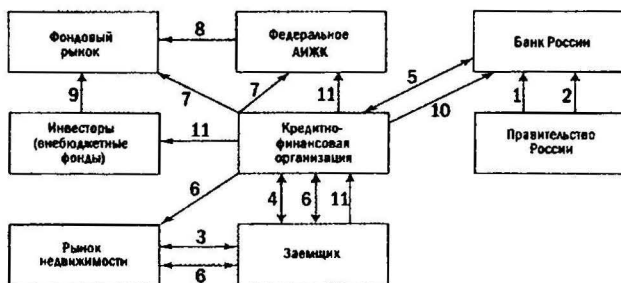 Фондовый
рынок
8
Федеральное
АИЖК
Банк России
5
7
7
11
10
1
2
9
Инвесторы
(внебюджетные
фонды)
11
Кредитно-
финансовая
организация
Правительство
России
6
4
6
11
Рынок
недвижимости
3
6
Заемщих